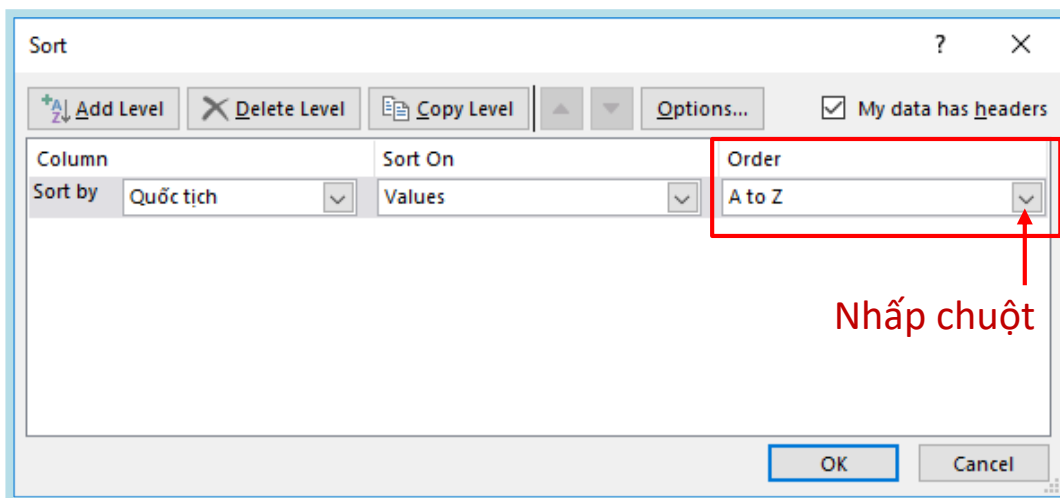 Sort ?
Add Level Delete Level Copy Level Options... My data has headers
Column Sort On Order
Sort by Quốc tịch Values A to Z
Nhấp chuột
OK Cancel